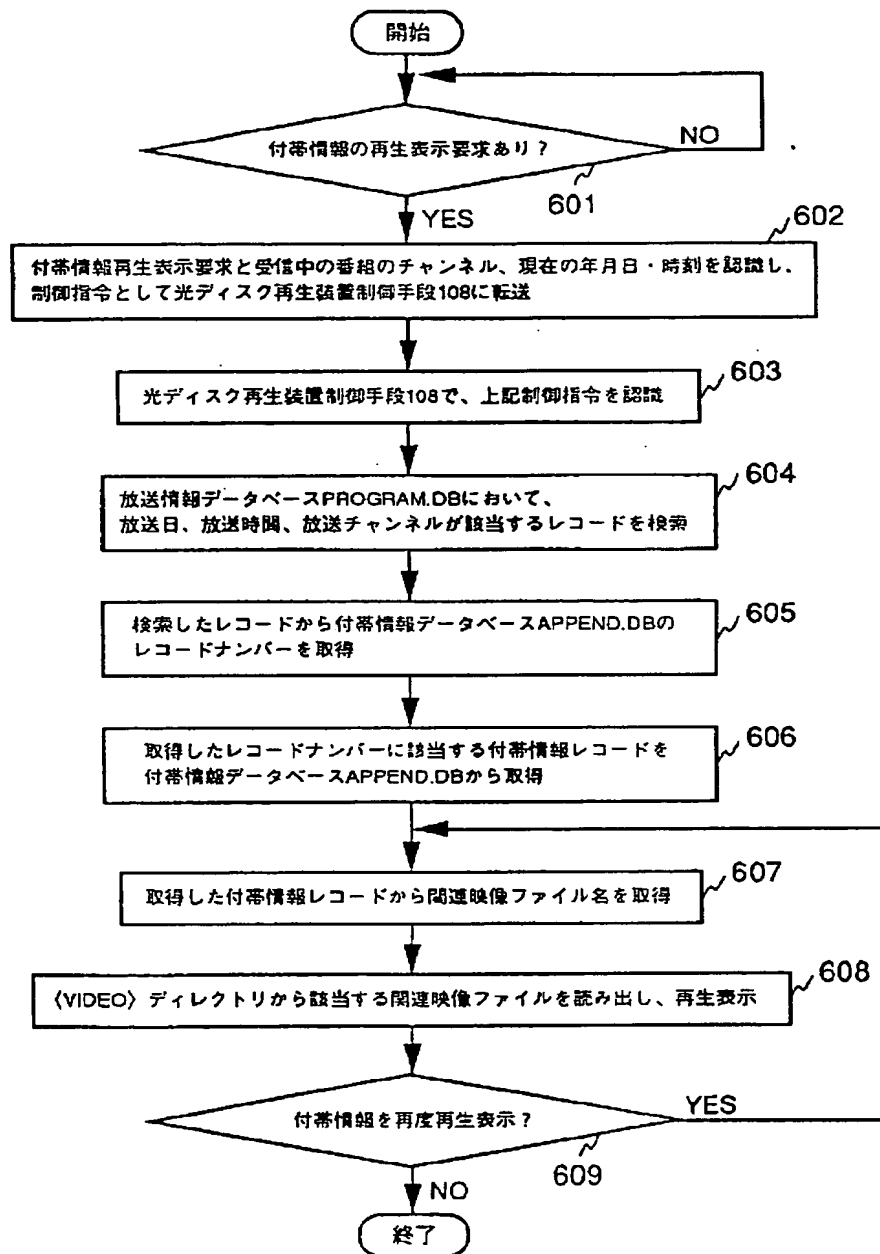 開始
付帯情報の再生表示要求あり？
NO
601
YES
602
付帯情報再生表示要求と受信中の番組のチャンネル、現在の年月日・時刻を認識し、
制御指令として光ディスク再生装置制御手段108に転送
603
光ディスク再生装置制御手段108で、上記制御指令を認識
604
放送情報データベースPROGRAM.DBにおいて、
放送日、放送時間、放送チャンネルが該当するレコードを検索
605
検索したレコードから付帯情報データベースAPPEND.DBの
レコードナンバーを取得
606
取得したレコードナンバーに該当する付帯情報レコードを
付帯情報データベースAPPEND.DBから取得
607
取得した付帯情報レコードから関連映像ファイル名を取得
608
〈VIDEO〉ディレクトリから該当する関連映像ファイルを読み出し、再生表示
付帯情報を再度再生表示？
YES
609
NO
終了